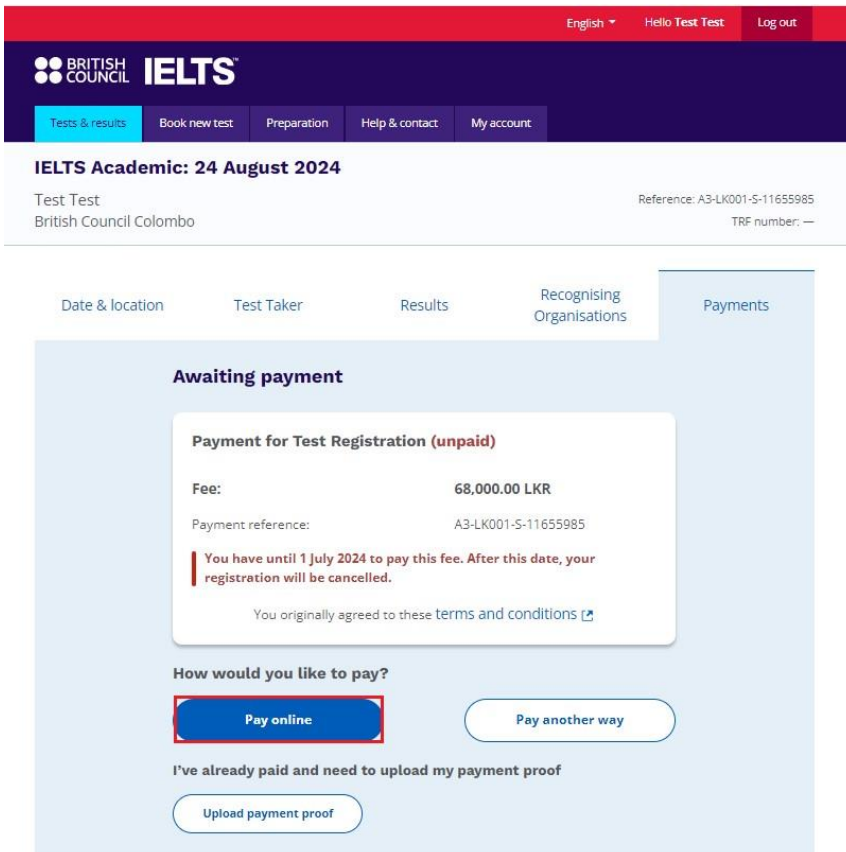 English Hello Test Test Log out
BRITISH
COUNCIL IELTS™
Tests & results Book new test Preparation Help & contact My account
IELTS Academic: 24 August 2024
Test Test
Reference: A3-LK001-S-11655985
British Council Colombo
TRF number: —
Date & location Test Taker Results Recognising
Organisations Payments
Awaiting payment
Payment for Test Registration (unpaid)
Fee: 68,000.00 LKR
Payment reference: A3-LK001-S-11655985
You have until 1 July 2024 to pay this fee. After this date, your
registration will be cancelled.
You originally agreed to these terms and conditions
How would you like to pay?
Pay online Pay another way
I've already paid and need to upload my payment proof
Upload payment proof